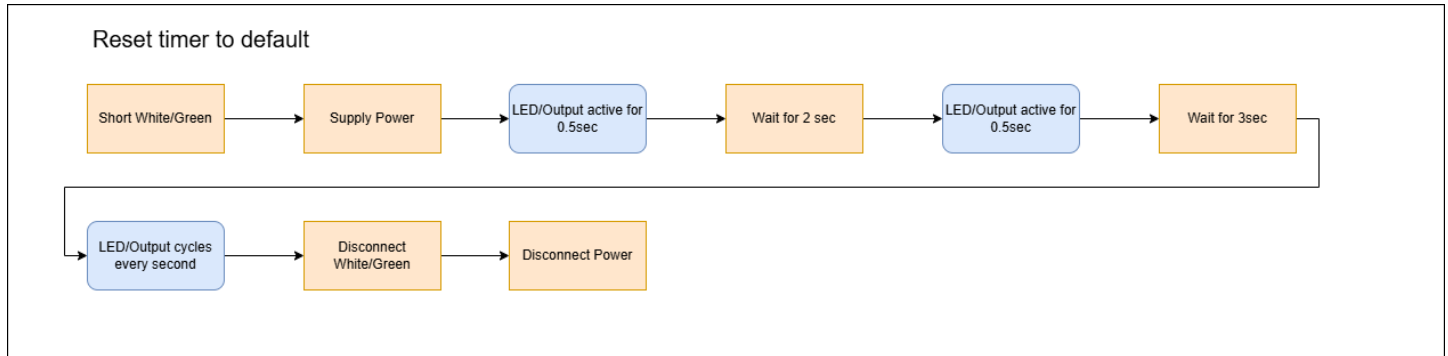 Reset timer to default
Short White/Green
Supply Power
LED/Output active for
0.5sec
Wait for 2 sec
LED/Output active for
0.5sec
Wait for 3sec
LED/Output cycles
every second
Disconnect
White/Green
Disconnect Power